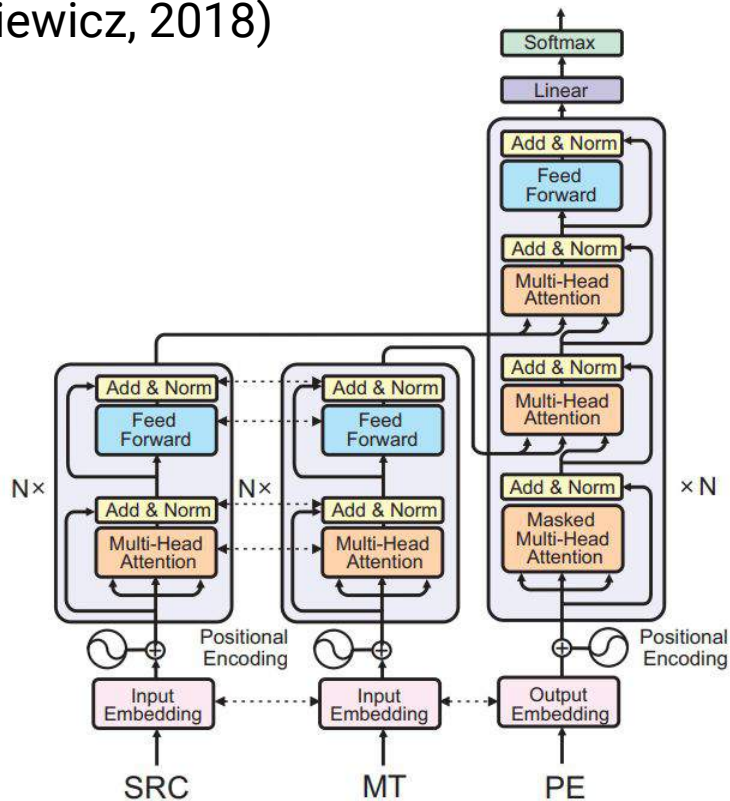 iewicz, 2018)
Softmax
Linear
Add & Norm
Feed
Forward
Add & Norm
Multi-Head
Attention
Add & Norm
Multi-Head
Attention
Add & Norm
Masked
Multi-Head
Attention
× N
Positional
Encoding
Output
Embedding
PE
Add & Norm
Feed
Forward
N×
Add & Norm
Multi-Head
Attention
Positional
Encoding
Input
Embedding
SRC
Add & Norm
Feed
Forward
N×
Add & Norm
Multi-Head
Attention
Input
Embedding
MT